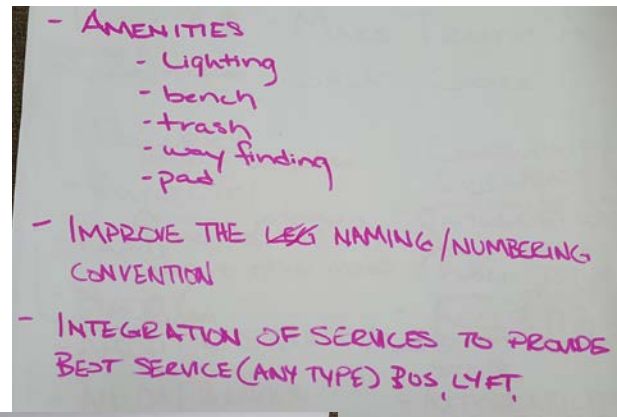 - AMENITIES
- Lighting
- bench
- trash
- way finding
- pad
- IMPROVE THE LEG NAMING/NUMBERING
CONVENTION
- INTEGRATION OF SERVICES TO PROVIDE
BEST SERVICE (ANY TYPE) BUS, LYFT,